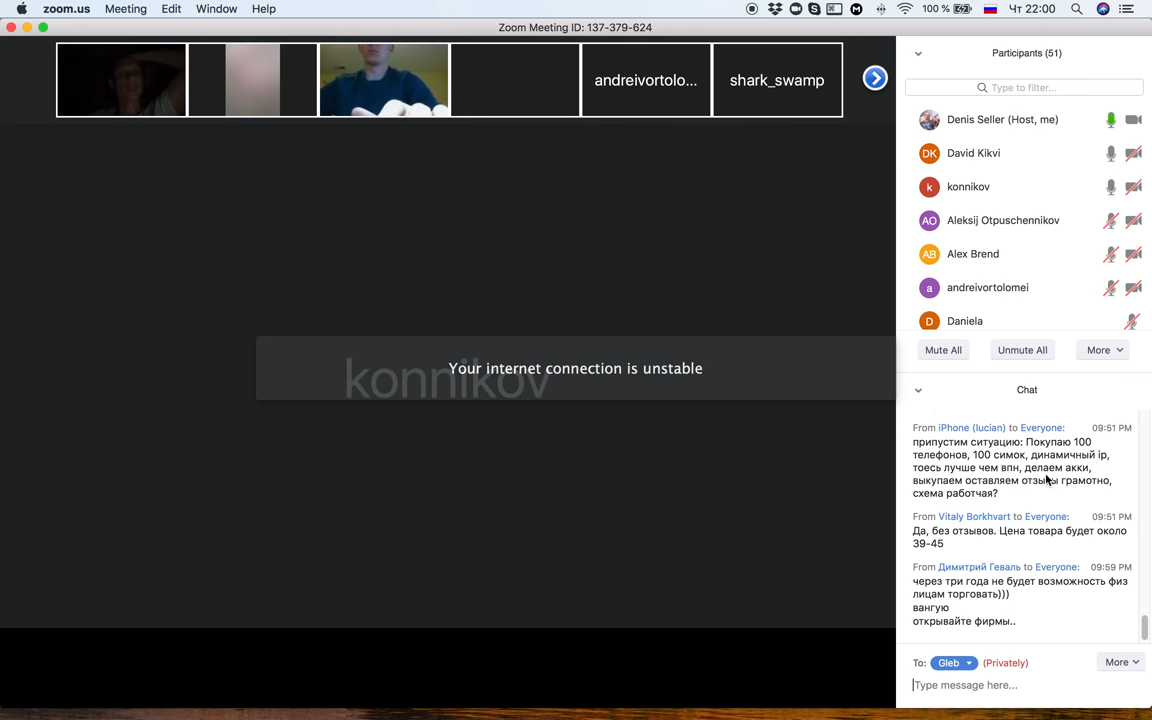 zoom.us Meeting Edit Window Help
100 % Чт 22:00
Zoom Meeting ID: 137-379-624
andreivortolo...
shark_swamp
konnikov
Your internet connection is unstable
Participants (51)
Type to filter...
Denis Seller (Host, me)
DK David Kikvi
k konnikov
AO Aleksij Otpuschennikov
AB Alex Brend
a andreivortolomei
D Daniela
Mute All Unmute All More
Chat
From iPhone (lucian) to Everyone: 09:51 PM
припустим ситуацию: Покупаю 100
телефонов, 100 симок, динамичный ip,
тоесь лучше чем впн, делаем акки,
выкупаем оставляем отзывы грамотно,
схема работчая?
From Vitaly Borkhvart to Everyone: 09:51 PM
Да, без отзывов. Цена товара будет около
39-45
From Димитрий Геваль to Everyone: 09:59 PM
через три года не будет возможность физ
лицам торговать)))
вангую
открывайте фирмы..
To: Gleb (Privately) More
Type message here...